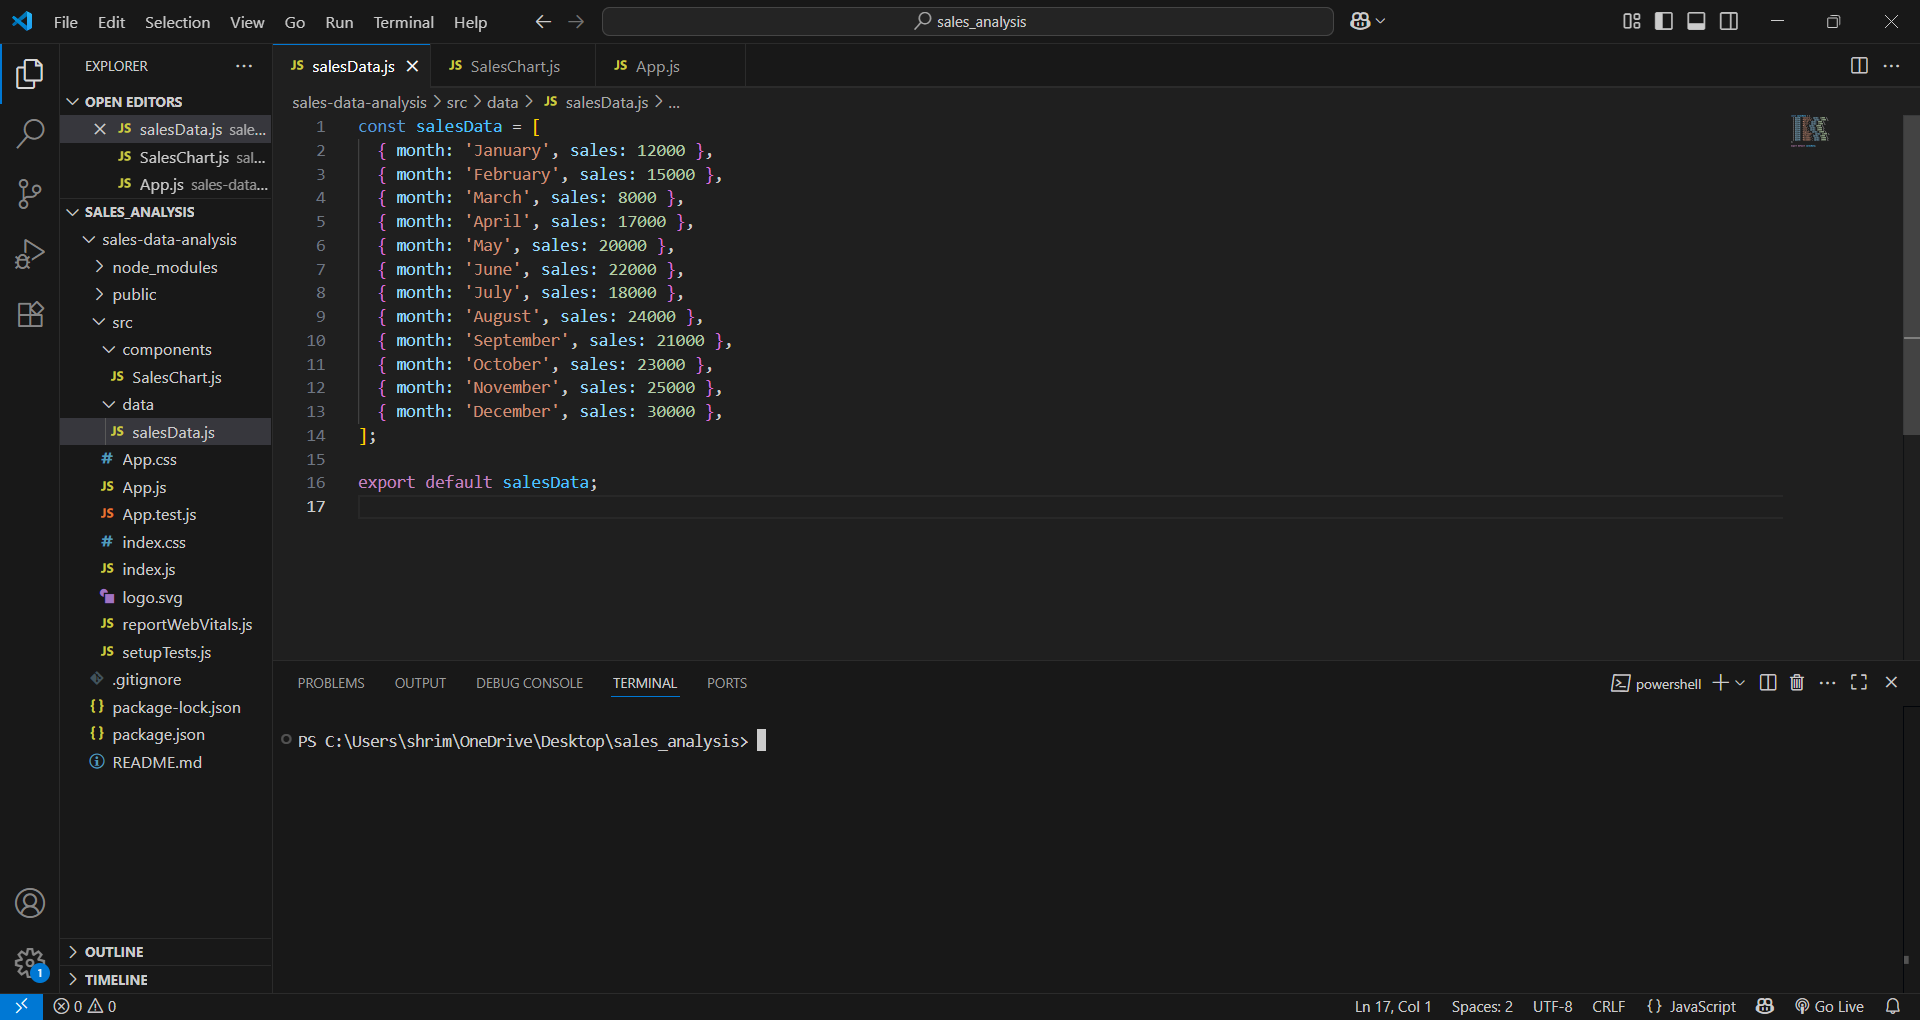 File Edit Selection View Go Run Terminal Help
sales_analysis
EXPLORER
OPEN EDITORS
JS salesData.js sale...
JS SalesChart.js sal...
JS App.js sales-data...
SALES_ANALYSIS
sales-data-analysis
node_modules
public
src
components
JS SalesChart.js
data
JS salesData.js
# App.css
JS App.js
JS App.test.js
# index.css
JS index.js
logo.svg
JS reportWebVitals.js
JS setupTests.js
.gitignore
{} package-lock.json
{} package.json
README.md
OUTLINE
TIMELINE
JS salesData.js
JS SalesChart.js
JS App.js
sales-data-analysis > src > data > JS salesData.js > ...
1 const salesData = [
2 { month: 'January', sales: 12000 },
3 { month: 'February', sales: 15000 },
4 { month: 'March', sales: 8000 },
5 { month: 'April', sales: 17000 },
6 { month: 'May', sales: 20000 },
7 { month: 'June', sales: 22000 },
8 { month: 'July', sales: 18000 },
9 { month: 'August', sales: 24000 },
10 { month: 'September', sales: 21000 },
11 { month: 'October', sales: 23000 },
12 { month: 'November', sales: 25000 },
13 { month: 'December', sales: 30000 },
14 ];
15
16 export default salesData;
17
PROBLEMS OUTPUT DEBUG CONSOLE TERMINAL PORTS
powershell
PS C:\Users\shrim\OneDrive\Desktop\sales_analysis>
1
0 0
Ln 17, Col 1 Spaces: 2 UTF-8 CRLF {} JavaScript Go Live